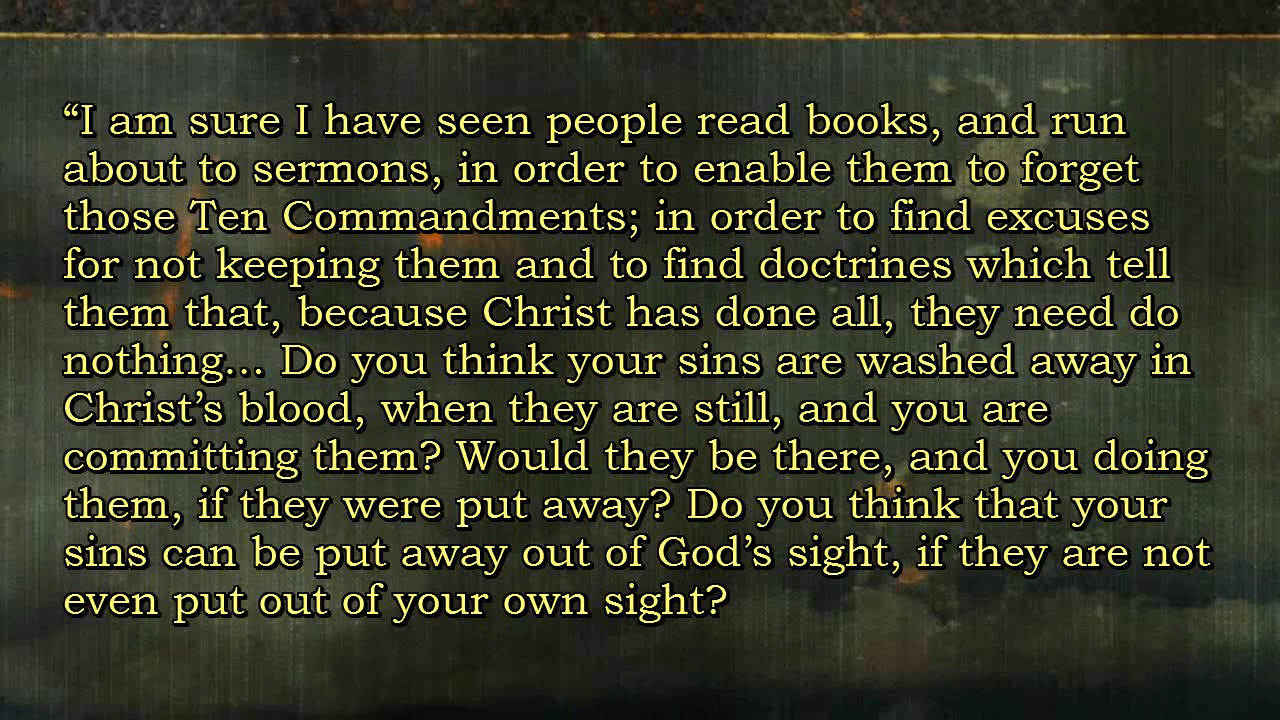 “I am sure I have seen people read books, and run
about to sermons, in order to enable them to forget
those Ten Commandments; in order to find excuses
for not keeping them and to find doctrines which tell
them that, because Christ has done all, they need do
nothing... Do you think your sins are washed away in
Christ’s blood, when they are still, and you are
committing them? Would they be there, and you doing
them, if they were put away? Do you think that your
sins can be put away out of God’s sight, if they are not
even put out of your own sight?